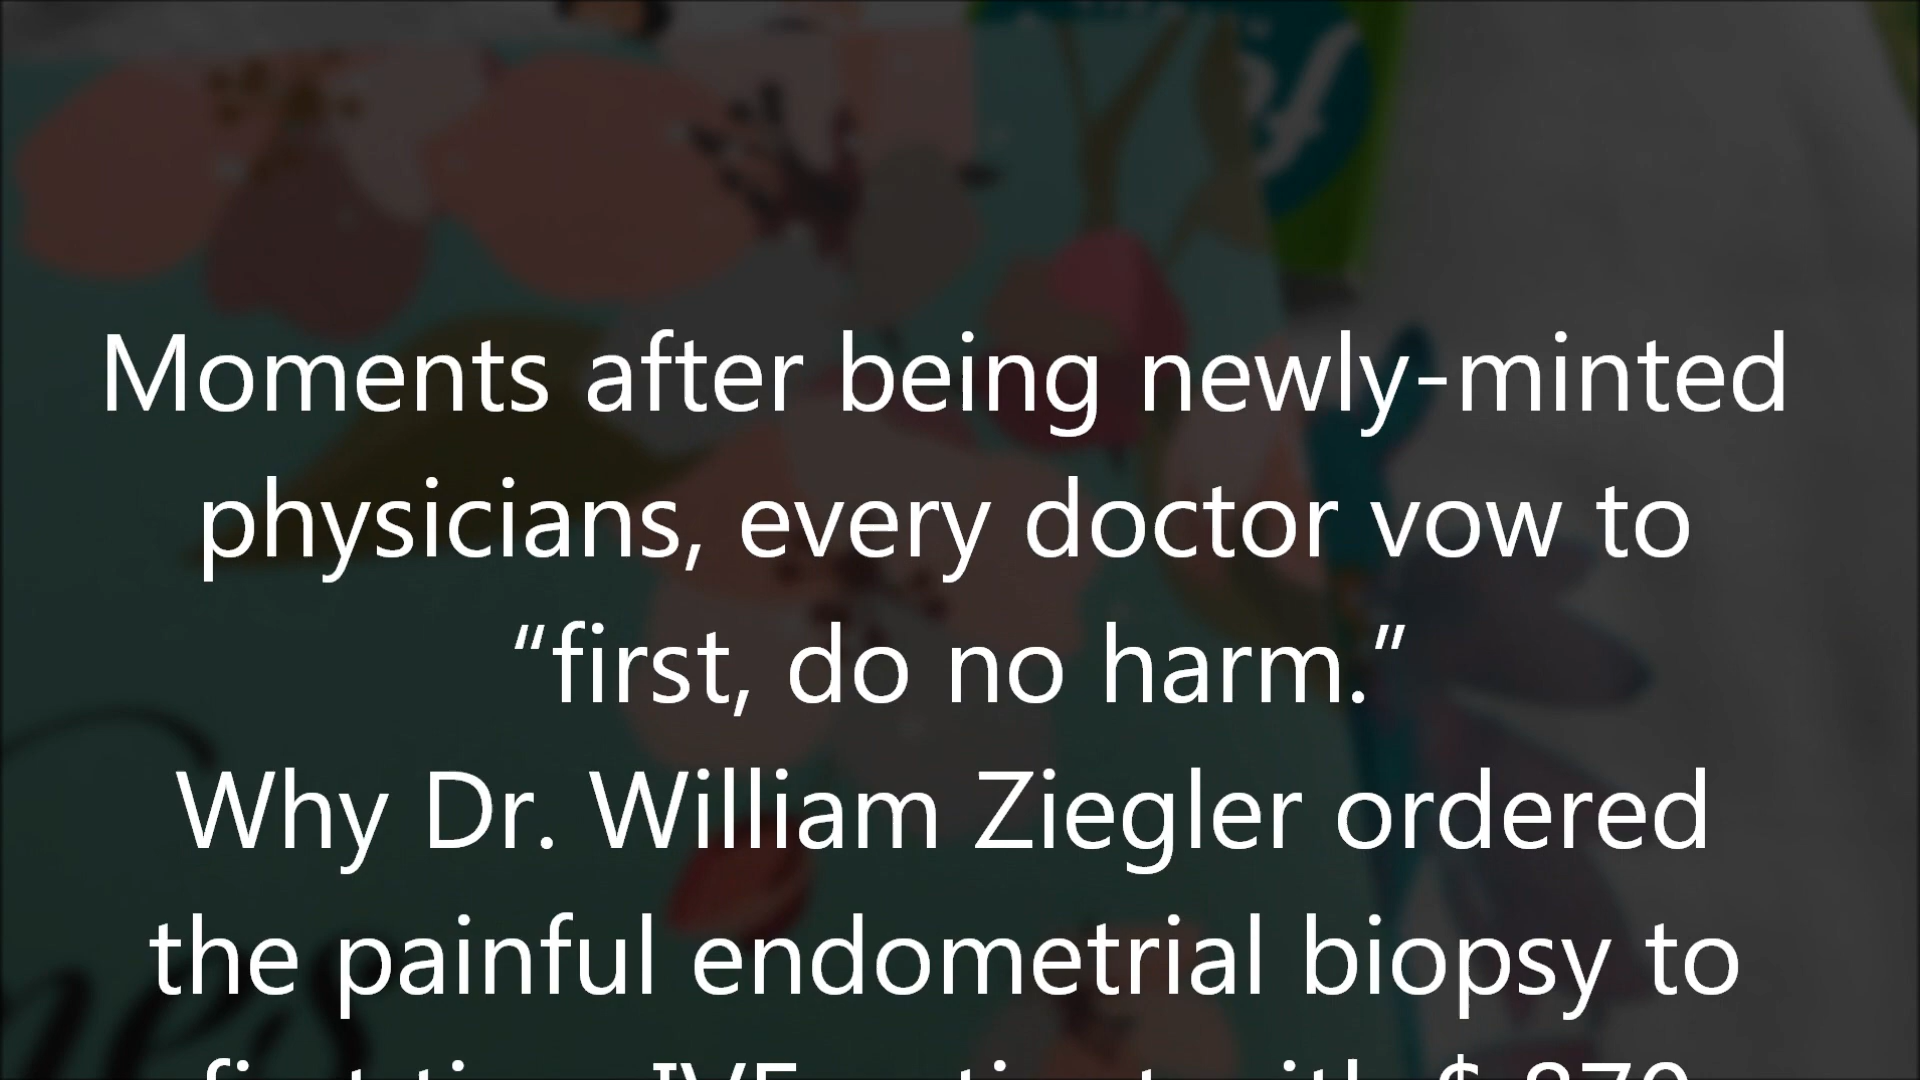 Moments after being newly-minted
physicians, every doctor vow to
“first, do no harm.”
Why Dr. William Ziegler ordered
the painful endometrial biopsy to